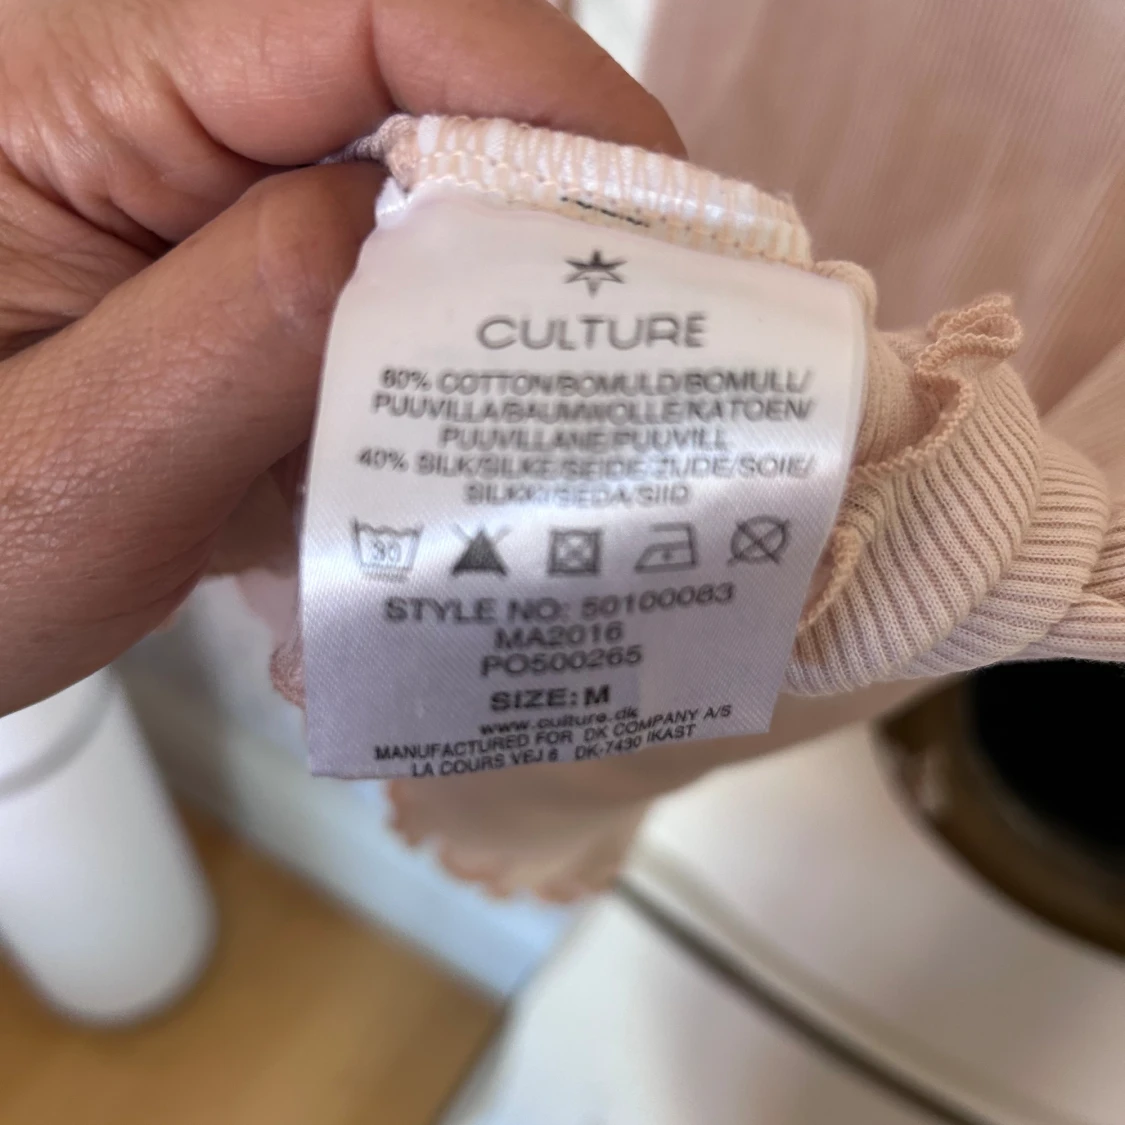 CULTURE
60% COTTON/BOMULD/BOMULL/
PUUVILLA/BAUMWOLLE/KATOEN/
PUUVILLANE/PUUVILL
40% SILK/SILKE/SEIDE/ZIJDE/SOIE/
SILKKI/SEDA/SIID
30
STYLE NO: 50100083
MA2016
PO500265
SIZE: M
www.culture.dk
MANUFACTURED FOR DK COMPANY A/S
LA COURS VEJ 6 DK-7430 IKAST